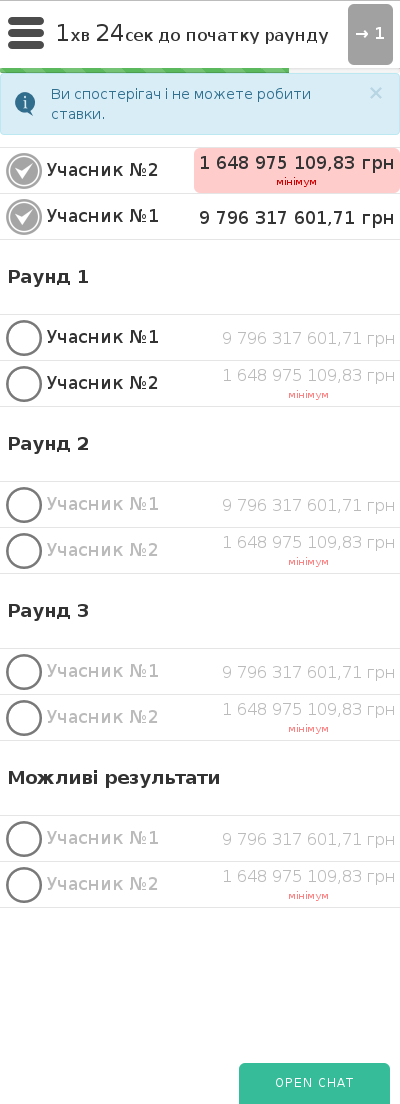 1хв 24сек до початку раунду
→ 1
Ви спостерігач і не можете робити
ставки.
×
Учасник №2
1 648 975 109,83 грн
мінімум
Учасник №1
9 796 317 601,71 грн
Раунд 1
Учасник №1
9 796 317 601,71 грн
Учасник №2
1 648 975 109,83 грн
мінімум
Раунд 2
Учасник №1
9 796 317 601,71 грн
Учасник №2
1 648 975 109,83 грн
мінімум
Раунд 3
Учасник №1
9 796 317 601,71 грн
Учасник №2
1 648 975 109,83 грн
мінімум
Можливі результати
Учасник №1
9 796 317 601,71 грн
Учасник №2
1 648 975 109,83 грн
мінімум
OPEN CHAT